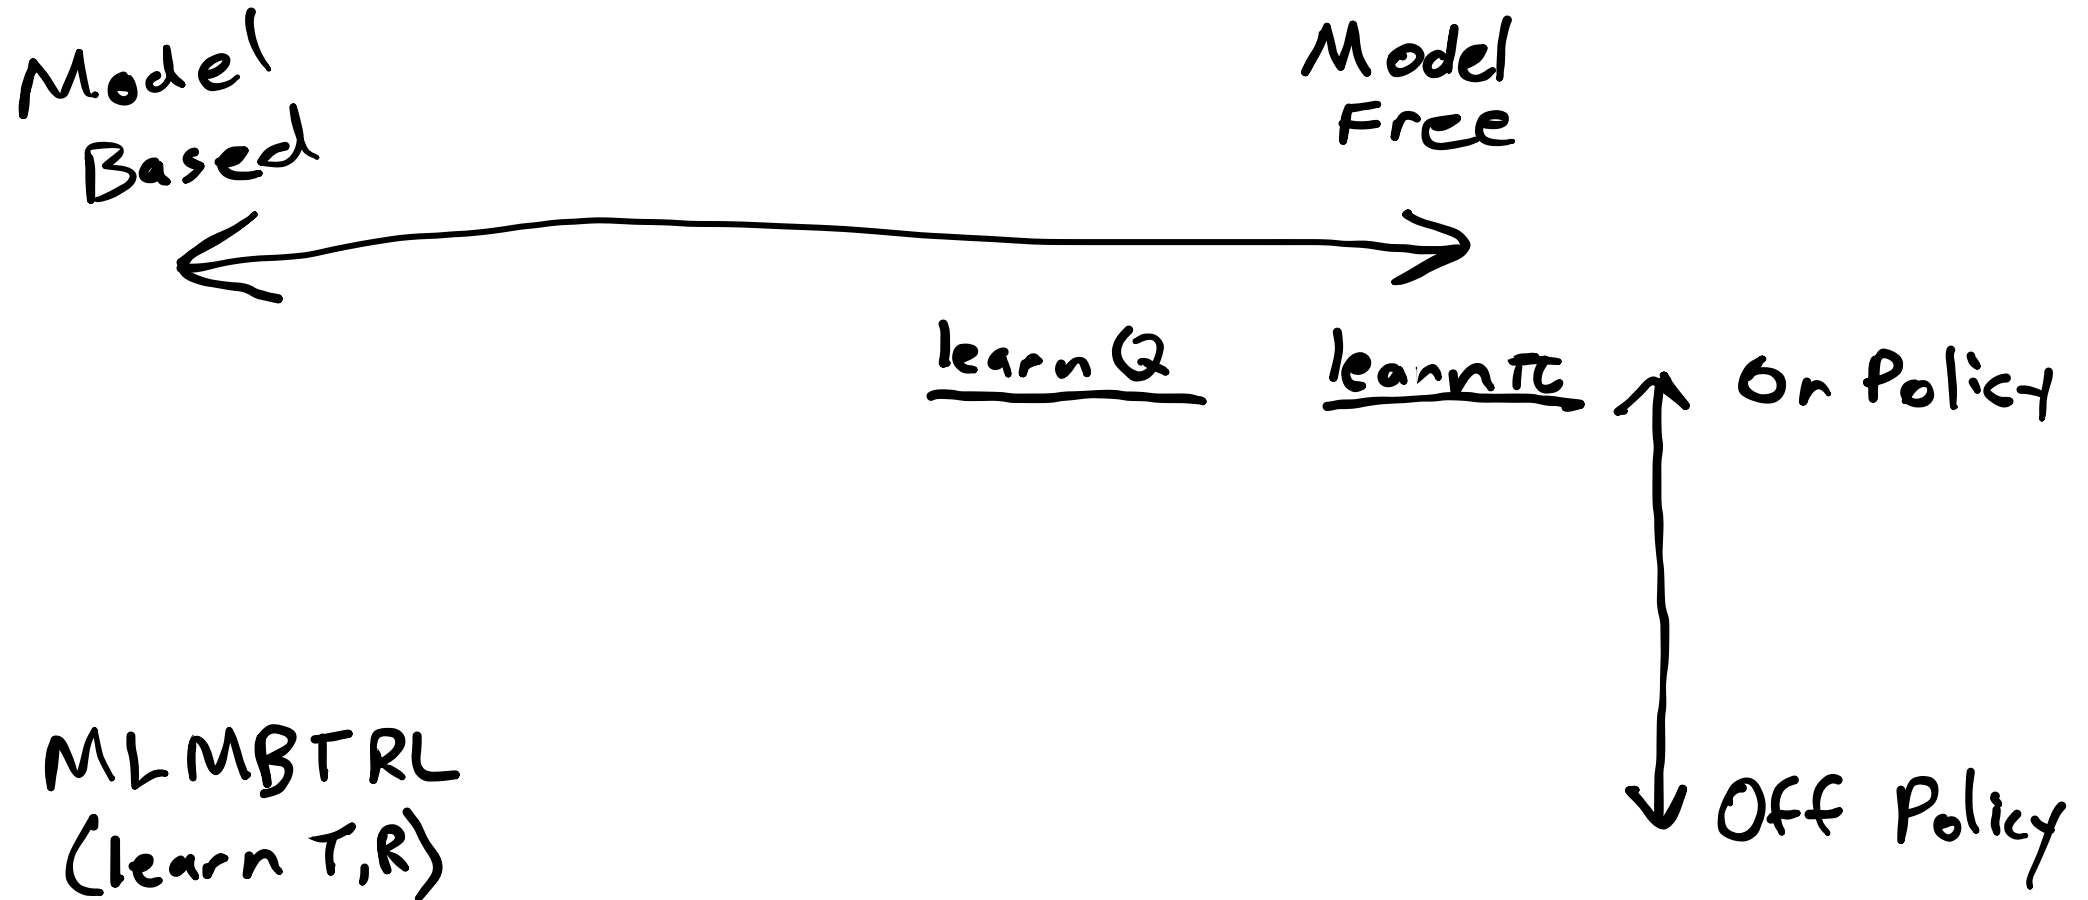 Model
Based
Model
Free
learn Q
learn π
On Policy
MLMBTRL
(learn T,R)
Off Policy